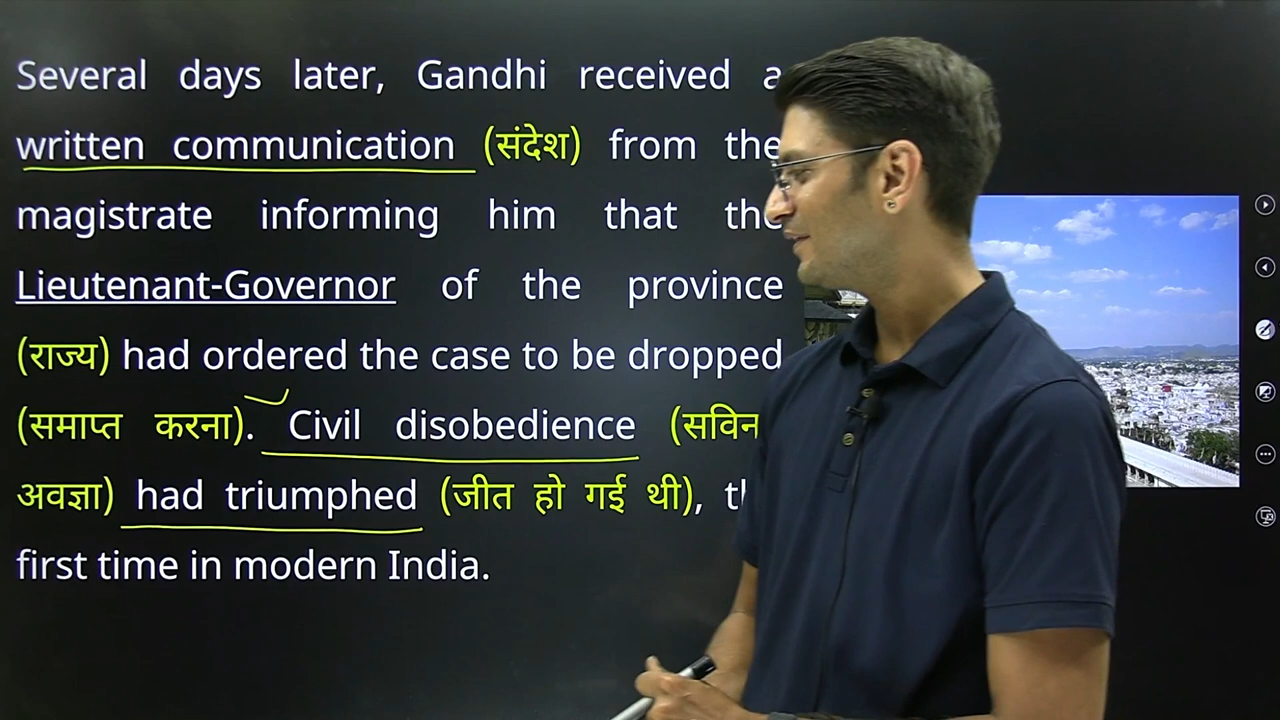 Several days later, Gandhi received a
written communication (संदेश) from the
magistrate informing him that the
Lieutenant-Governor of the province
(राज्य) had ordered the case to be dropped
(समाप्त करना). Civil disobedience
अवज्ञा) had triumphed (जीत हो गई थी),
first time in modern India.